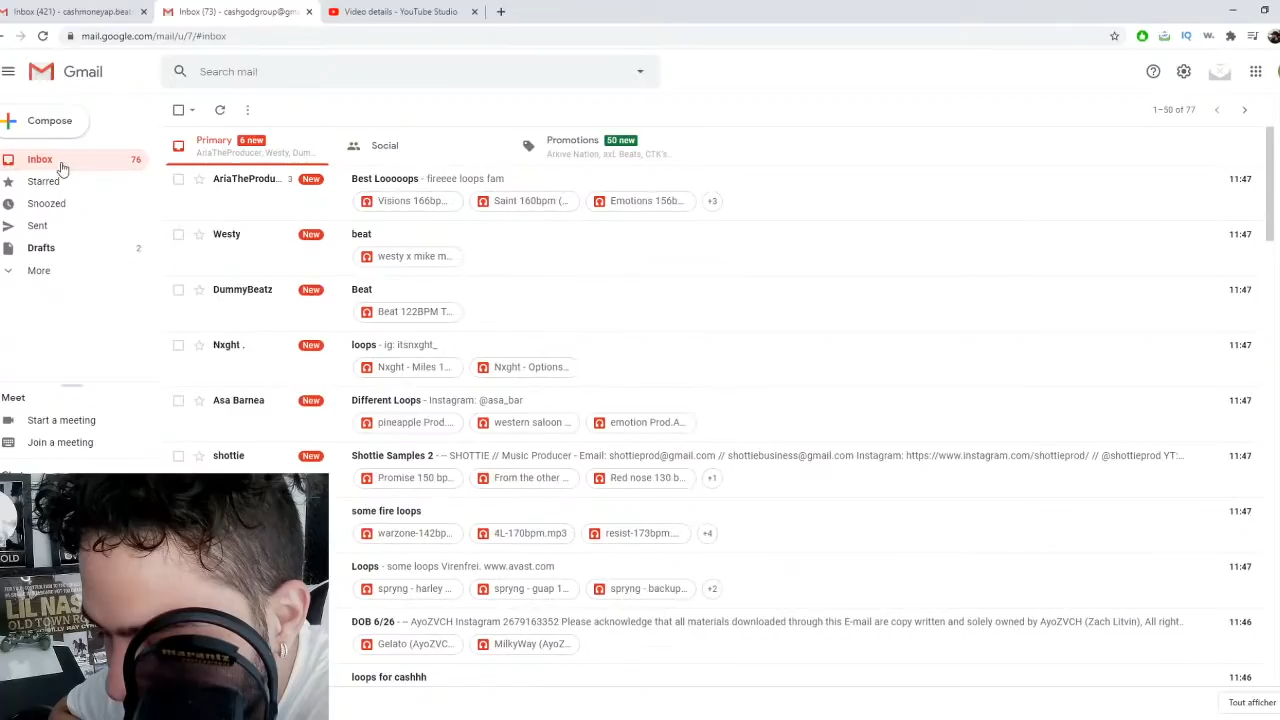 Inbox (421) - cashmoneyap.beat
Inbox (73) - cashgodgroup@gm
Video details - YouTube Studio
mail.google.com/mail/u/7/#inbox
IQ
W.
Gmail
Search mail
Compose
1–50 of 77
Primary 6 new
AriaTheProducer, Westy, Dum...
Social
Promotions 50 new
Arkive Nation, axl. Beats, CTK's...
Inbox 76
Starred
Snoozed
Sent
Drafts 2
More
AriaTheProdu... 3 New Best Looooops - fireeee loops fam 11:47
Visions 166bp... Saint 160bpm (... Emotions 156b... +3
Westy New beat 11:47
westy x mike m...
DummyBeatz New Beat 11:47
Beat 122BPM T...
Nxght . New loops - ig: itsnxght_ 11:47
Nxght - Miles 1... Nxght - Options...
Asa Barnea New Different Loops - Instagram: @asa_bar 11:47
pineapple Prod.... western saloon ... emotion Prod.A...
shottie New Shottie Samples 2 - -- SHOTTIE // Music Producer - Email: shottieprod@gmail.com // shottiebusiness@gmail.com Instagram: https://www.instagram.com/shottieprod/ // @shottieprod YT:... 11:47
Promise 150 bp... From the other ... Red nose 130 b... +1
some fire loops 11:47
warzone-142bp... 4L-170bpm.mp3 resist-173bpm.... +4
Loops - some loops Virenfrei. www.avast.com 11:47
spryng - harley ... spryng - guap 1... spryng - backup... +2
DOB 6/26 - -- AyoZVCH Instagram 2679163352 Please acknowledge that all materials downloaded through this E-mail are copy written and solely owned by AyoZVCH (Zach Litvin), All right.. 11:46
Gelato (AyoZVC... MilkyWay (AyoZ...
loops for cashhh 11:46
Meet
Start a meeting
Join a meeting
OLD
LIL NAS
OLD TOWN RO
marantz
Tout afficher